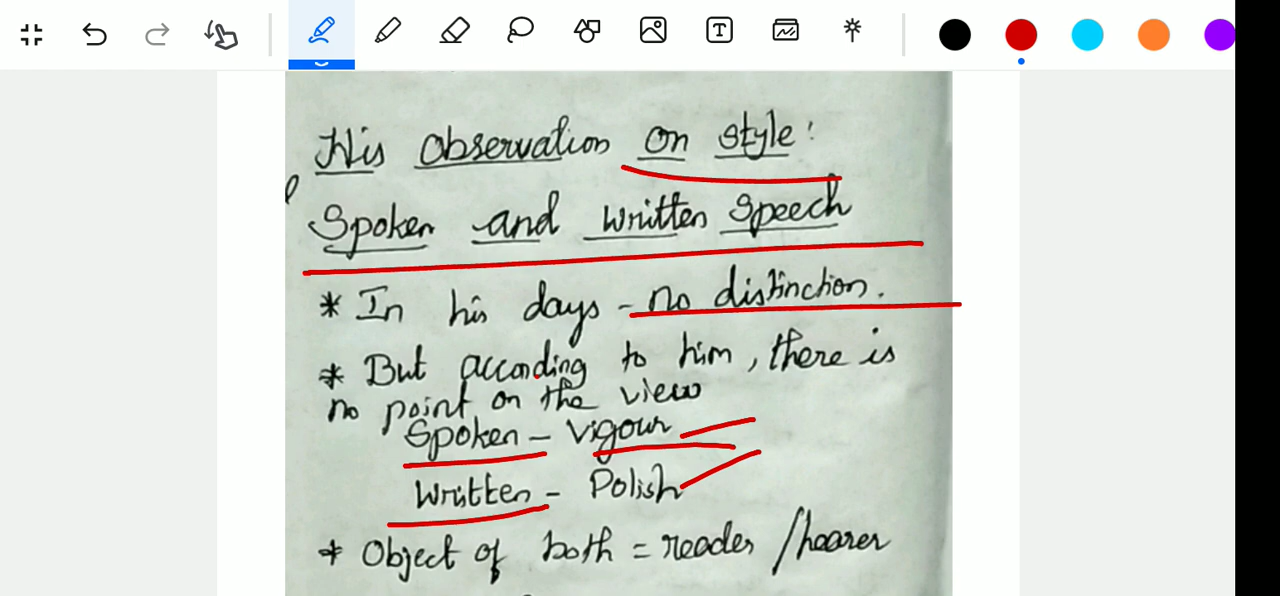 His Observation On Style:
Spoken and Written Speech
* In his days - no distinction.
* But according to him, there is
no point on the view
Spoken - Vigour
Written - Polish
* Object of both = reader /hearer